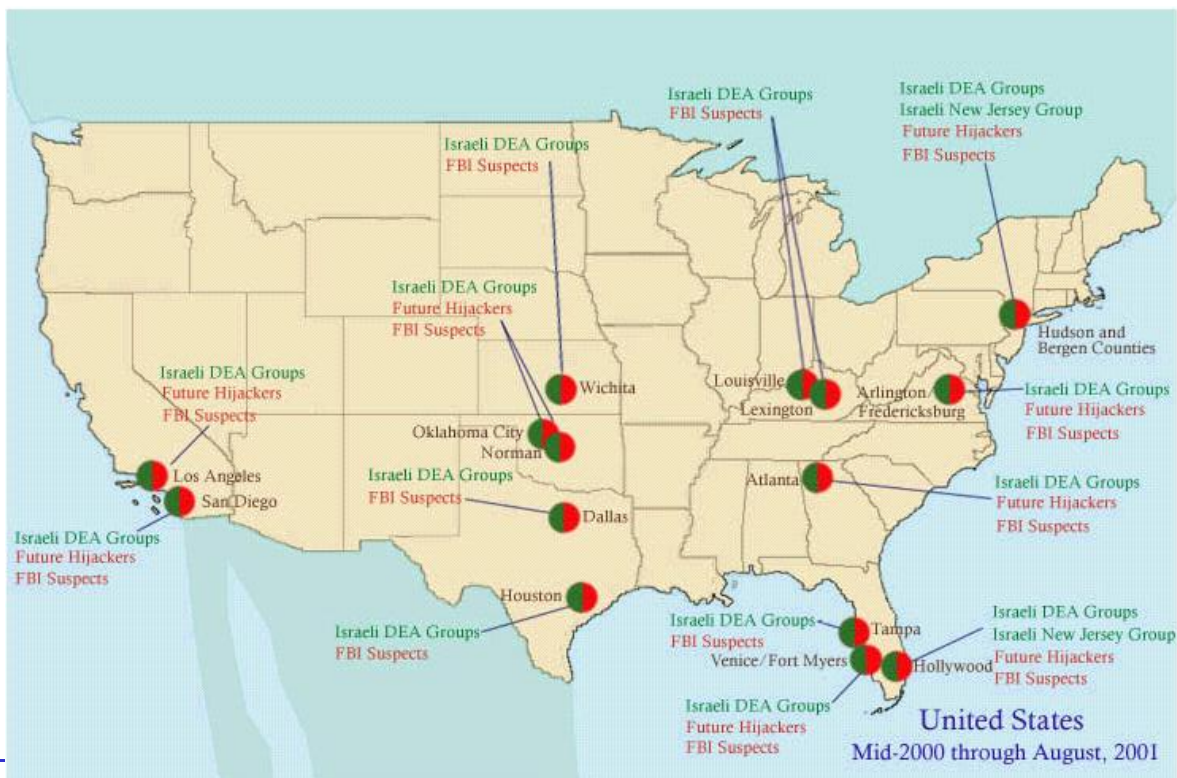 Israeli DEA Groups
FBI Suspects
Israeli DEA Groups
Israeli New Jersey Group
Future Hijackers
FBI Suspects
Israeli DEA Groups
FBI Suspects
Israeli DEA Groups
Future Hijackers
FBI Suspects
Hudson and
Bergen Counties
Israeli DEA Groups
Future Hijackers
FBI Suspects
Wichita
Louisville
Lexington
Arlington
Fredericksburg
Israeli DEA Groups
Future Hijackers
FBI Suspects
Oklahoma City
Norman
Los Angeles
San Diego
Israeli DEA Groups
FBI Suspects
Dallas
Atlanta
Israeli DEA Groups
Future Hijackers
FBI Suspects
Israeli DEA Groups
Future Hijackers
FBI Suspects
Houston
Israeli DEA Groups
FBI Suspects
Israeli DEA Groups
FBI Suspects
Tampa
Venice/Fort Myers
Hollywood
Israeli DEA Groups
Israeli New Jersey Group
Future Hijackers
FBI Suspects
Israeli DEA Groups
Future Hijackers
FBI Suspects
United States
Mid-2000 through August, 2001